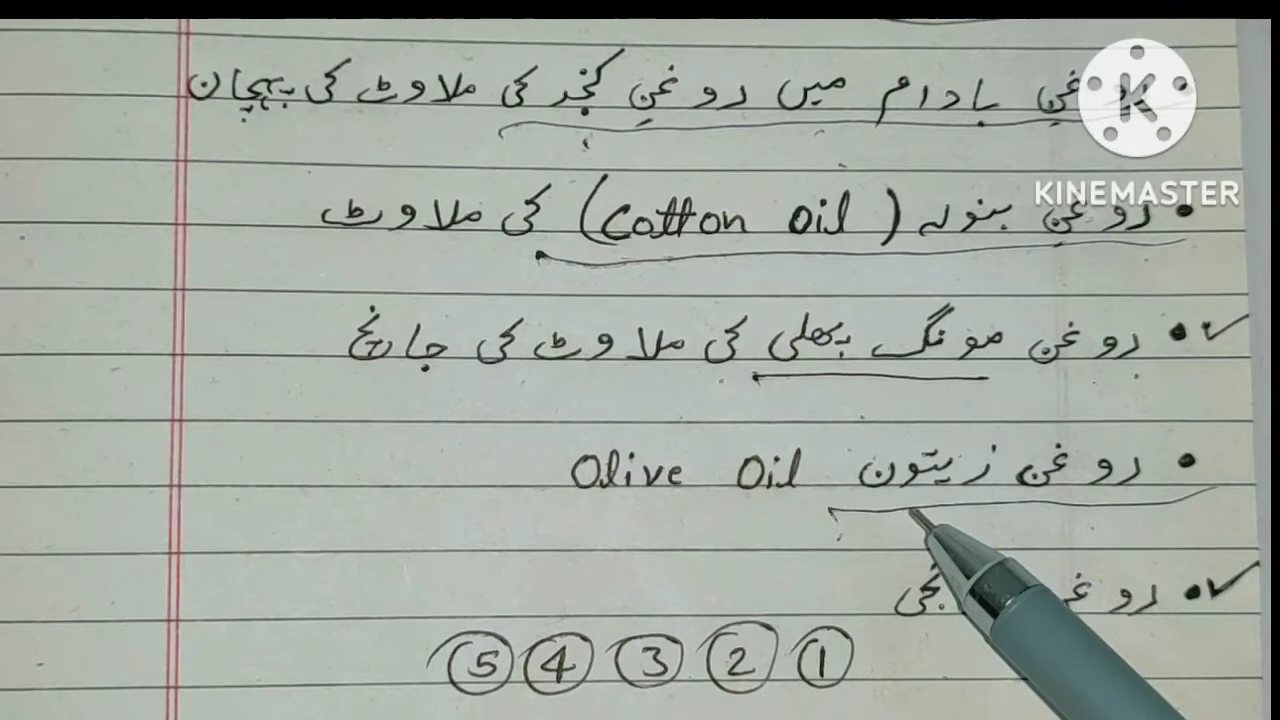 روغنِ بادام میں روغنِ کنجد کی ملاوٹ کی پہچان
KINEMASTER
• روغنِ بنولہ (Cotton Oil) کی ملاوٹ
• روغن مونگ پھلی کی ملاوٹ کی جانچ
• روغن زیتون Olive Oil
• روغن
① ② ③ ④ ⑤